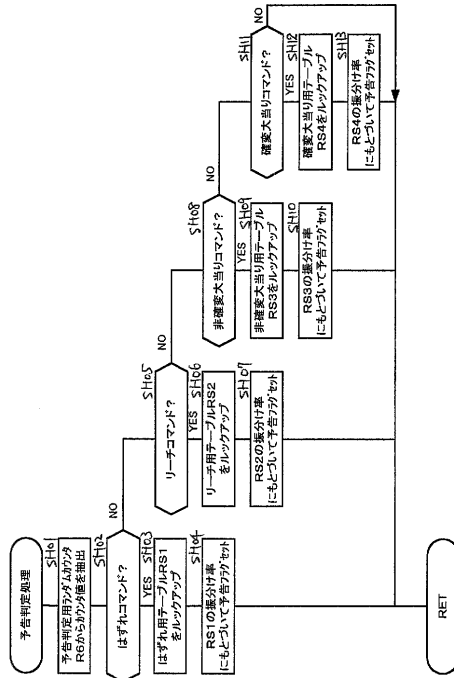 予告判定処理
SH01
予告判定用ランダムカウンタ
R6からカウンタ値を抽出
SH02
はずれコマンド?
NO
YES
SH03
はずれ用テーブルRS1
をルックアップ
SH04
RS1の振分け率
にもとづいて予告フラグセット
SH05
リーチコマンド?
NO
YES
SH06
リーチ用テーブルRS2
をルックアップ
SH07
RS2の振分け率
にもとづいて予告フラグセット
SH08
非確変大当りコマンド?
NO
YES
SH09
非確変大当り用テーブル
RS3をルックアップ
SH10
RS3の振分け率
にもとづいて予告フラグセット
SH11
確変大当りコマンド?
NO
YES
SH12
確変大当り用テーブル
RS4をルックアップ
SH13
RS4の振分け率
にもとづいて予告フラグセット
RET